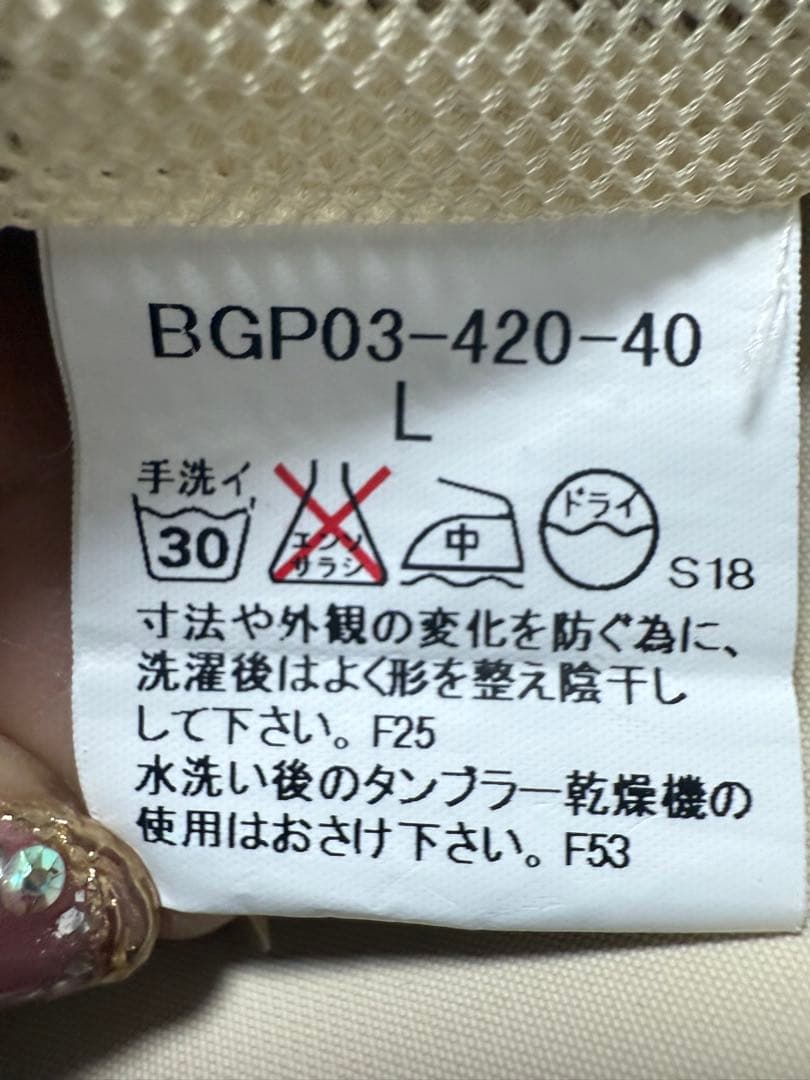 BGP03-420-40
L
手洗イ
30
エンソ
サラシ
中
ドライ
S18
寸法や外観の変化を防ぐ為に、
洗濯後はよく形を整え陰干し
して下さい。F25
水洗い後のタンブラー乾燥機の
使用はおさけ下さい。F53